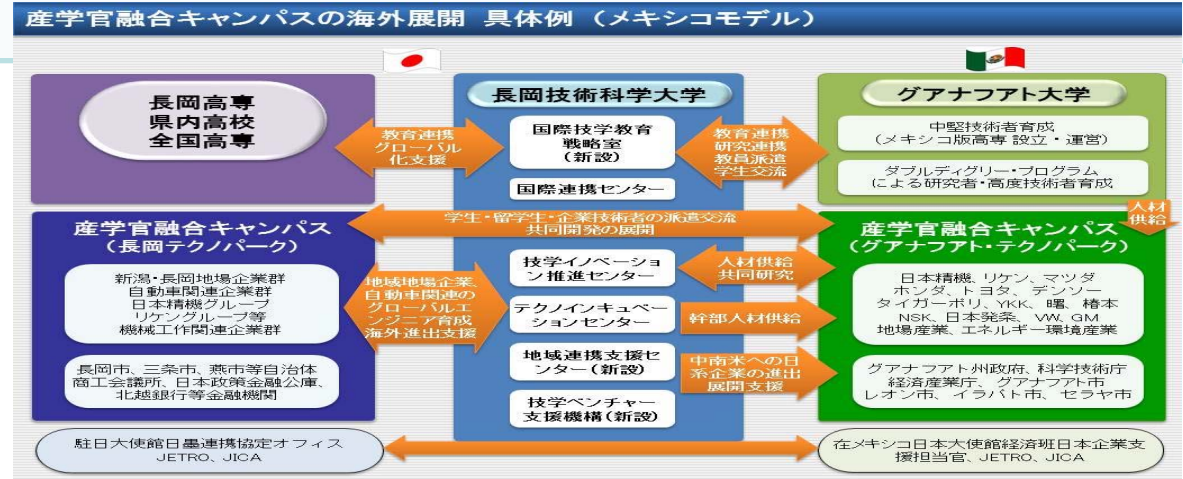 産学官融合キャンパスの海外展開 具体例（メキシコモデル）
長岡高専
県内高校
全国高専
教育連携
グローバル
化支援
長岡技術科学大学
国際技学教育
戦略室
（新設）
国際連携センター
教育連携
研究連携
教員派遣
学生交流
グアナフアト大学
中堅技術者育成
（メキシコ版高専 設立・運営）
ダブルディグリー・プログラム
による研究者・高度技術者育成
人材
供給
学生・留学生・企業技術者の派遣交流
共同開発の展開
産学官融合キャンパス
（長岡テクノパーク）
新潟・長岡地場企業群
自動車関連企業群
日本精機グループ
リケングループ等
機械工作関連企業群
長岡市、三条市、燕市等自治体
商工会議所、日本政策金融公庫、
北越銀行等金融機関
地域地場企業、
自動車関連の
グローバルエ
ンジニア育成
海外進出支援
技学イノベーショ
ン推進センター
テクノインキュベー
ションセンター
地域連携支援セ
ンター（新設）
技学ベンチャー
支援機構（新設）
人材供給
共同研究
幹部人材供給
中南米への日
系企業の進出
展開支援
産学官融合キャンパス
（グアナフアト・テクノパーク）
日本精機、リケン、マツダ
ホンダ、トヨタ、デンソー
タイガーポリ、YKK、曙、椿本
NSK、日本発条、VW、GM
地場産業、エネルギー環境産業
グアナフアト州政府、科学技術庁
経済産業庁、グアナフアト市
レオン市、イラパト市、セラヤ市
駐日大使館日墨連携協定オフィス
JETRO、JICA
在メキシコ日本大使館経済班日本企業支
援担当官、JETRO、JICA